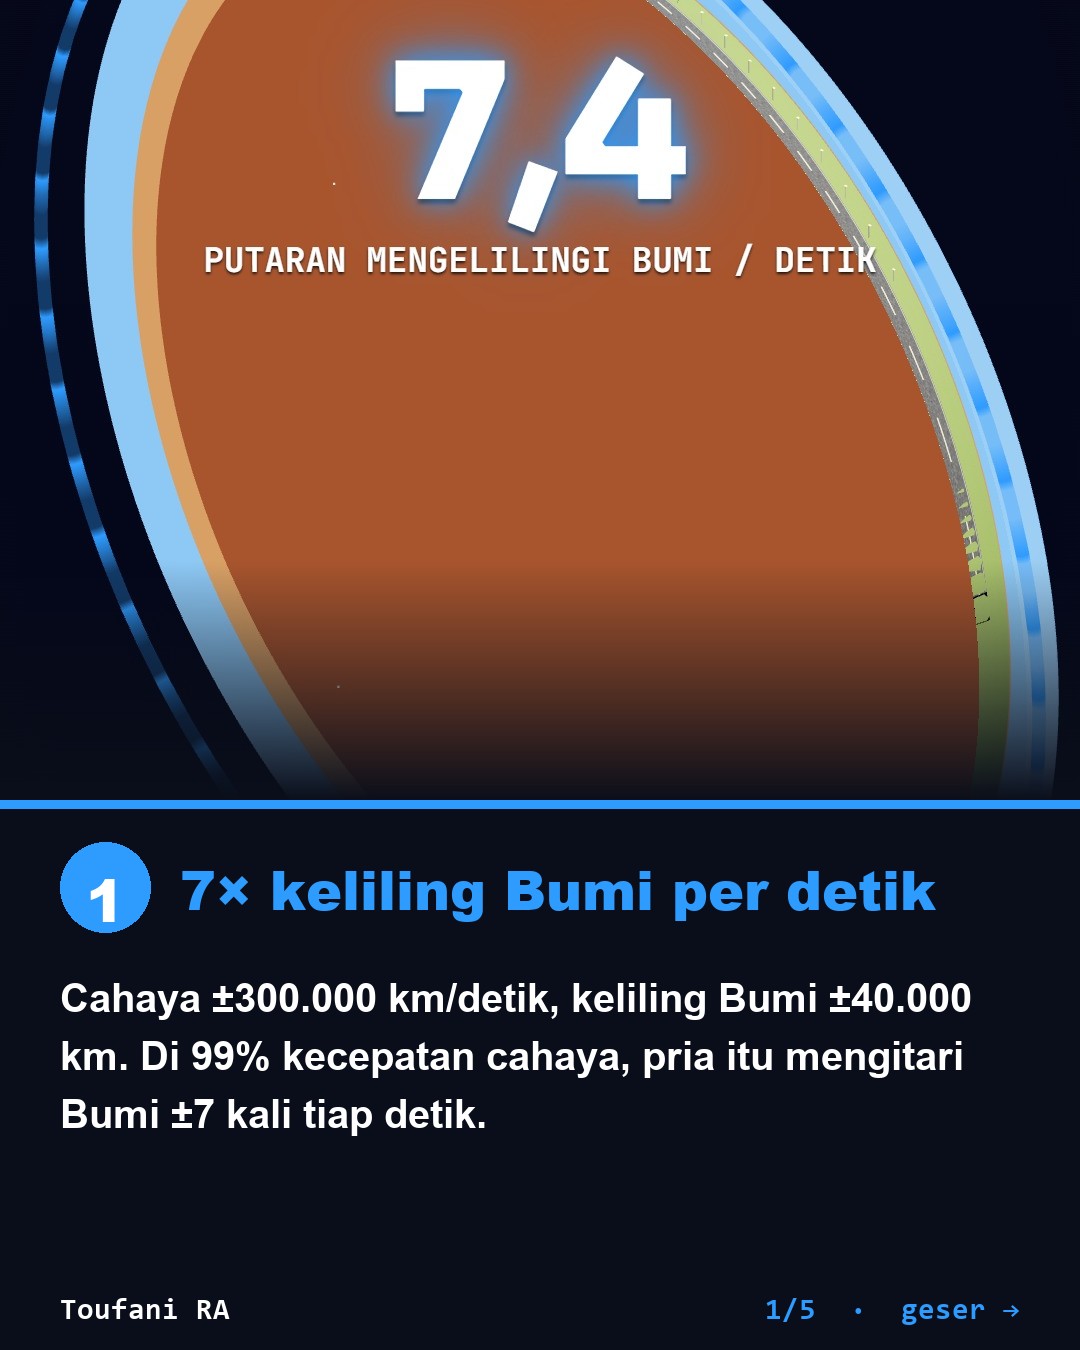 7,4
PUTARAN MENGELILINGI BUMI / DETIK
1 7× keliling Bumi per detik
Cahaya ±300.000 km/detik, keliling Bumi ±40.000
km. Di 99% kecepatan cahaya, pria itu mengitari
Bumi ±7 kali tiap detik.
Toufani RA 1/5 · geser →